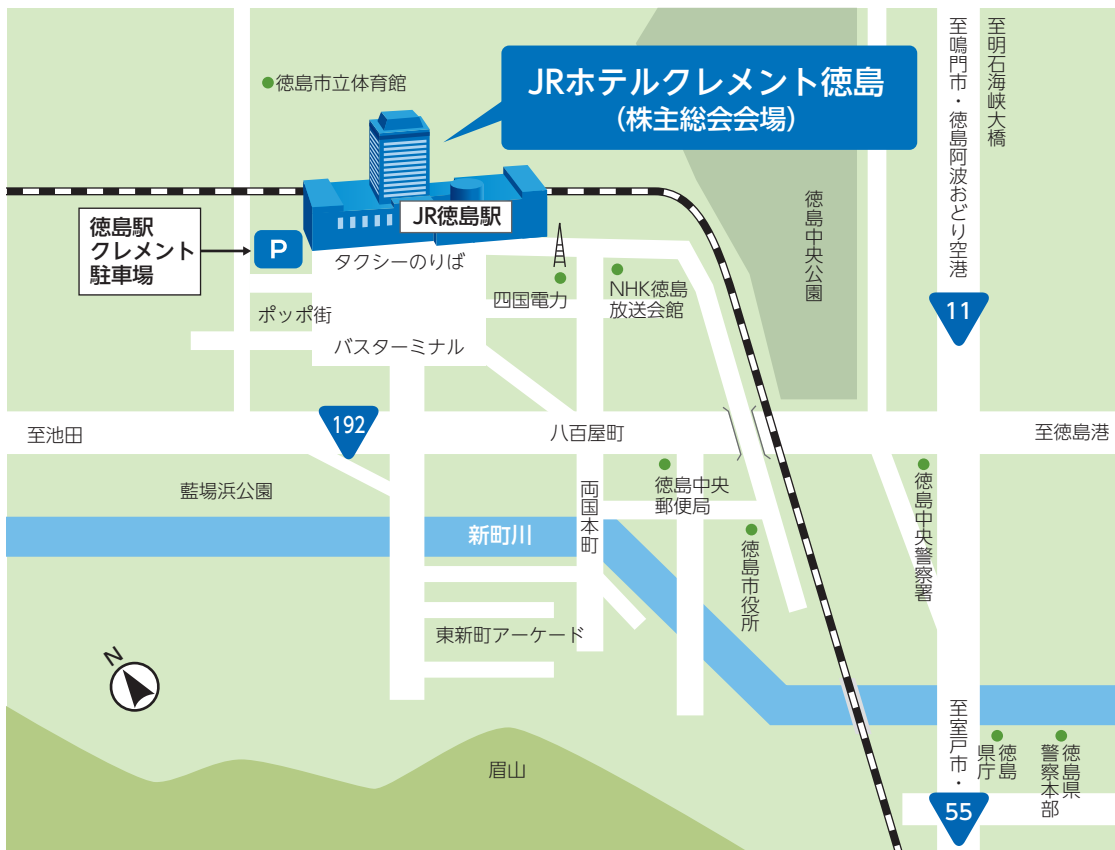 徳島市立体育館
JRホテルクレメント徳島
(株主総会会場)
至鳴門市・徳島阿波おどり空港
至明石海峡大橋
徳島駅
クレメント
駐車場
P
JR徳島駅
タクシーのりば
徳島中央公園
四国電力
NHK徳島
放送会館
ポッポ街
バスターミナル
11
192
至池田
八百屋町
至徳島港
藍場浜公園
両国本町
徳島中央
郵便局
徳島中央警察署
新町川
徳島市役所
東新町アーケード
N
眉山
至室戸市・
徳島
県庁
徳島県
警察本部
55